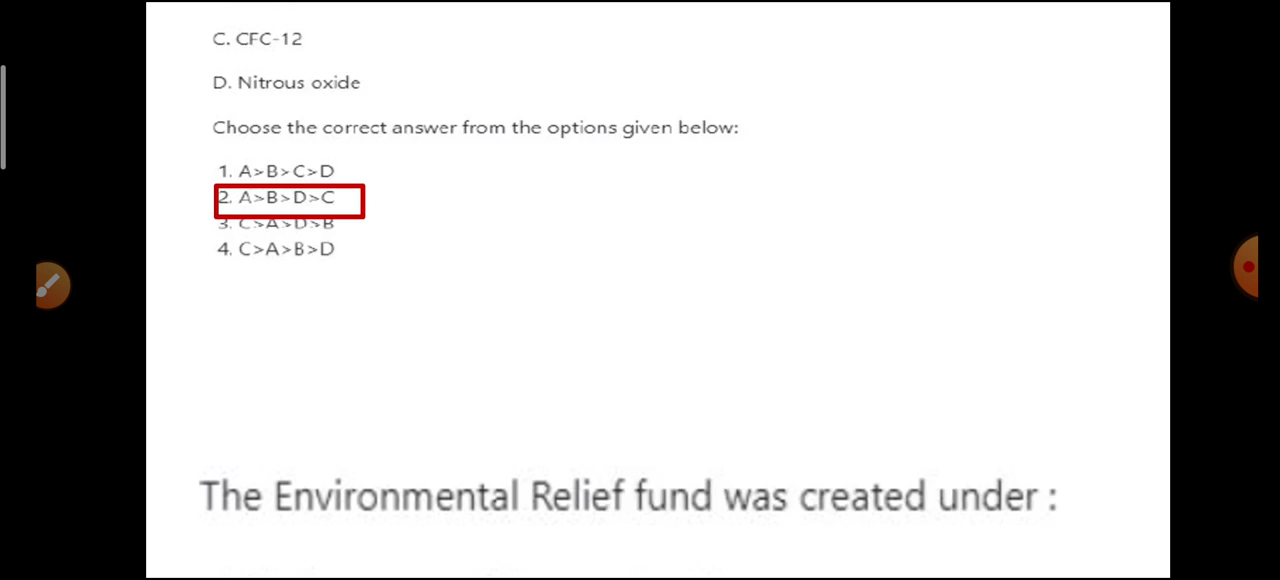 C. CFC-12
D. Nitrous oxide
Choose the correct answer from the options given below:
1. A>B>C>D
2. A>B>D>C
3. C>A>D>B
4. C>A>B>D
The Environmental Relief fund was created under :